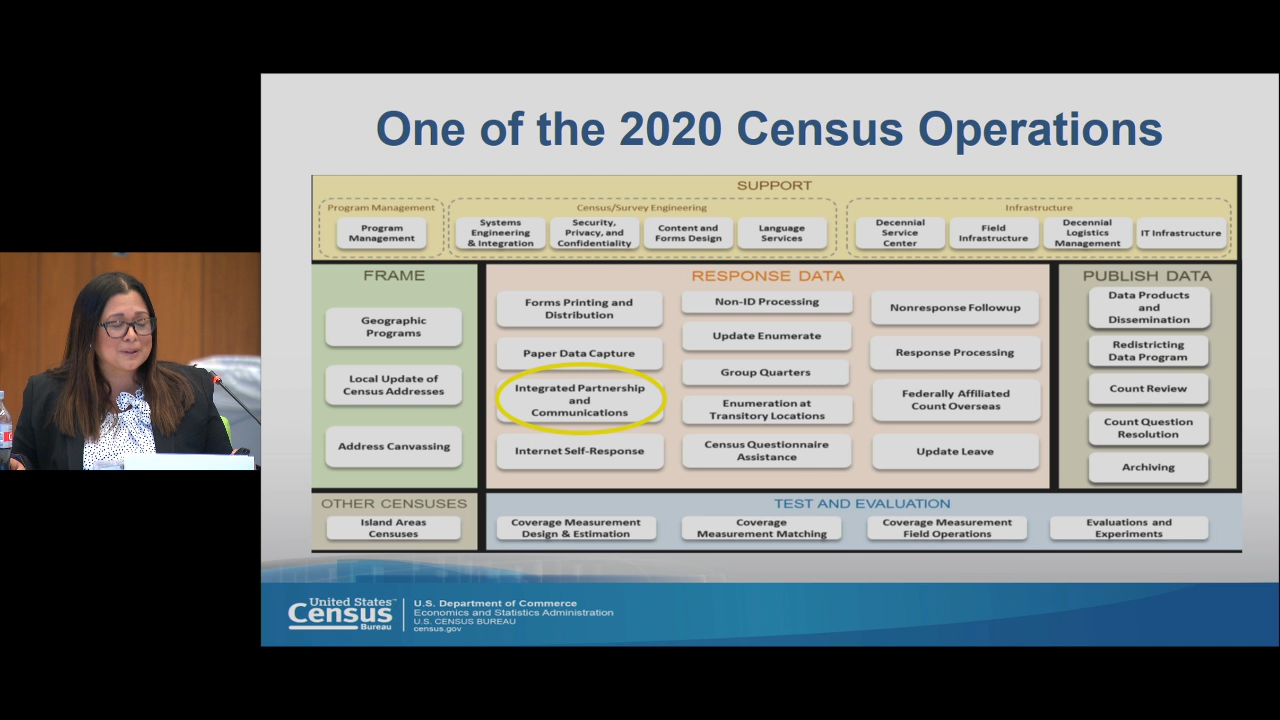 One of the 2020 Census Operations
SUPPORT
Program Management
Program
Management
Census/Survey Engineering
Systems
Engineering
& Integration
Security,
Privacy, and
Confidentiality
Content and
Forms Design
Language
Services
Infrastructure
Decennial
Service
Center
Field
Infrastructure
Decennial
Logistics
Management
IT Infrastructure
FRAME
Geographic
Programs
Local Update of
Census Addresses
Address Canvassing
RESPONSE DATA
Forms Printing and
Distribution
Paper Data Capture
Integrated Partnership
and
Communications
Internet Self-Response
Non-ID Processing
Update Enumerate
Group Quarters
Enumeration at
Transitory Locations
Census Questionnaire
Assistance
Nonresponse Followup
Response Processing
Federally Affiliated
Count Overseas
Update Leave
PUBLISH DATA
Data Products
and
Dissemination
Redistricting
Data Program
Count Review
Count Question
Resolution
Archiving
OTHER CENSUSES
Island Areas
Censuses
TEST AND EVALUATION
Coverage Measurement
Design & Estimation
Coverage
Measurement Matching
Coverage Measurement
Field Operations
Evaluations and
Experiments
United States™
Census
Bureau
U.S. Department of Commerce
Economics and Statistics Administration
U.S. CENSUS BUREAU
census.gov